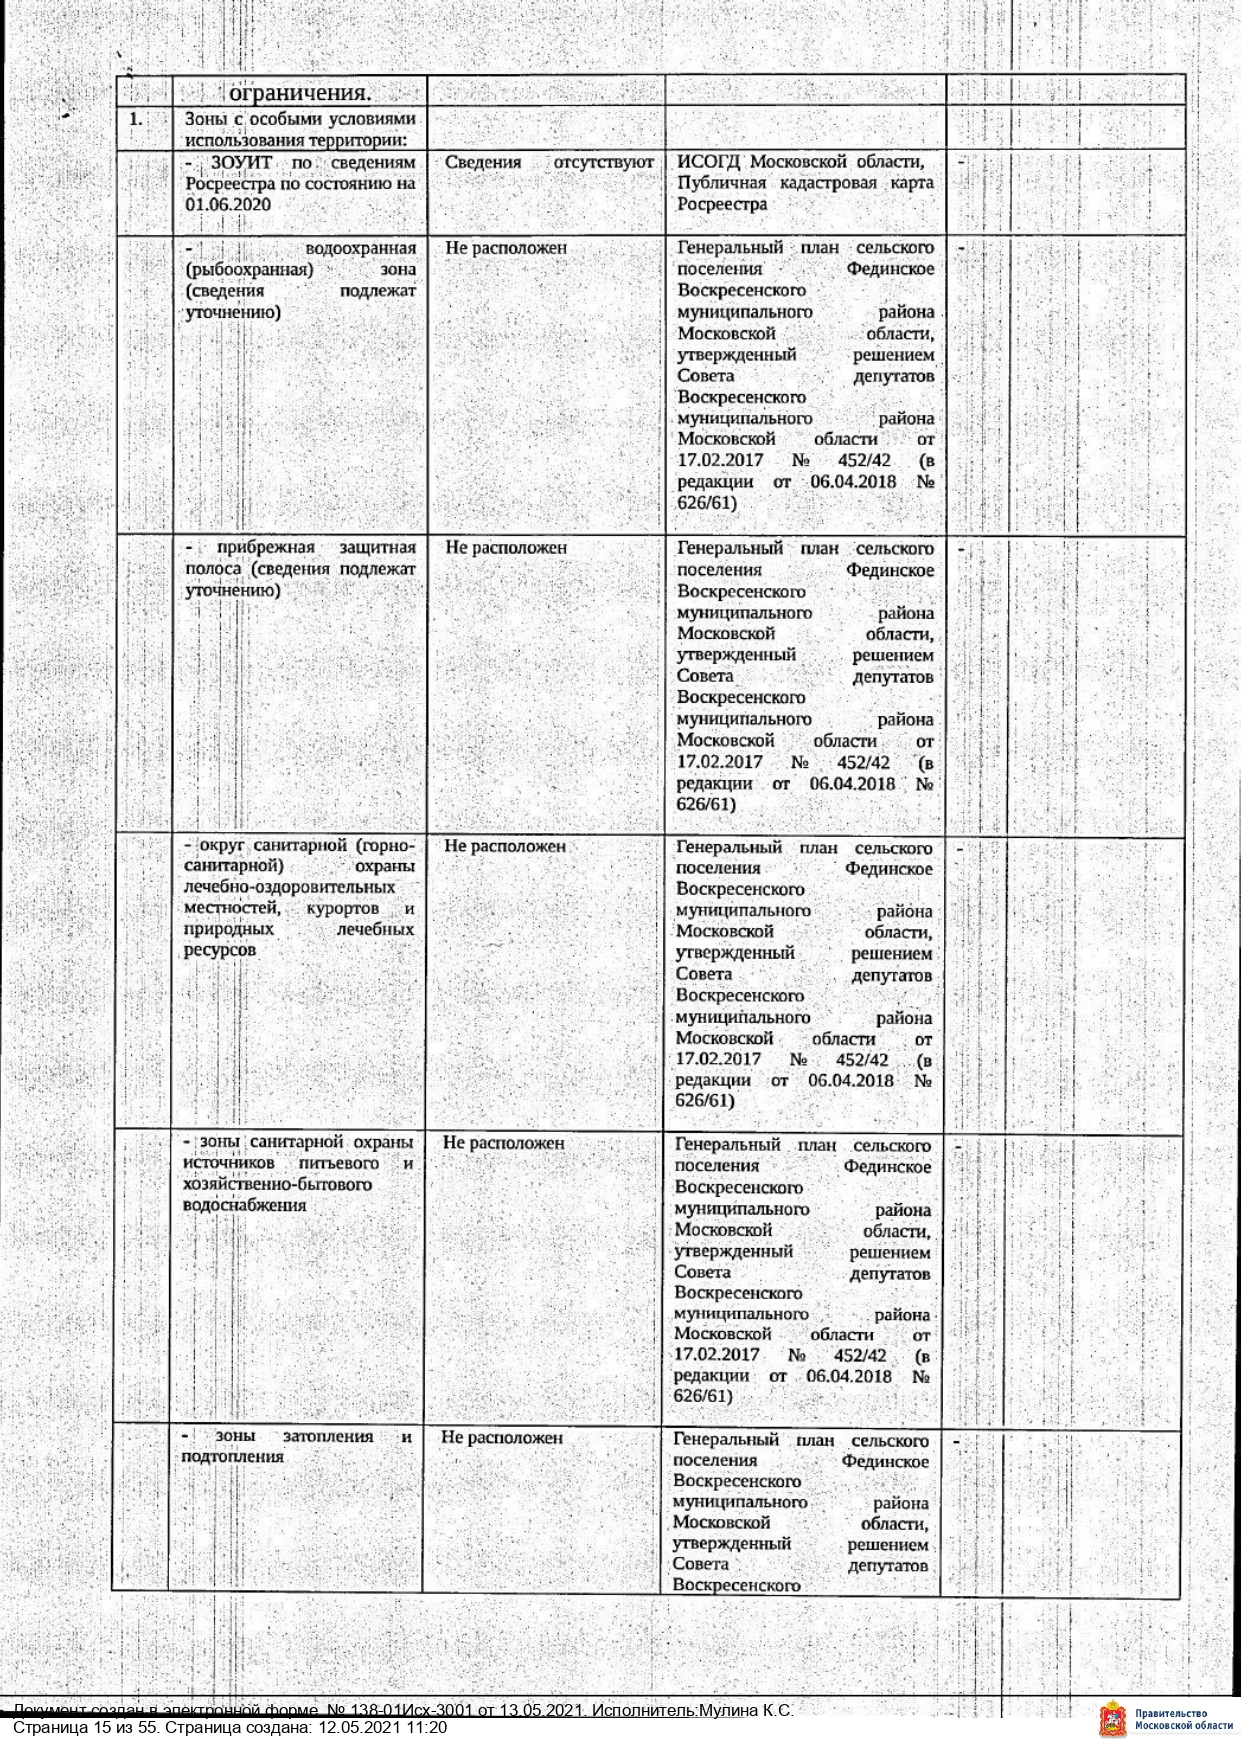 ограничения.
1.
Зоны с особыми условиями
использования территории:
- ЗОУИТ по сведениям
Росреестра по состоянию на
01.06.2020
Сведения отсутствуют
ИСОГД Московской области,
Публичная кадастровая карта
Росреестра
-
- водоохранная
(рыбоохранная) зона
(сведения подлежат
уточнению)
Не расположен
Генеральный план сельского
поселения Фединское
Воскресенского
муниципального района
Московской области,
утвержденный решением
Совета депутатов
Воскресенского
муниципального района
Московской области от
17.02.2017 № 452/42 (в
редакции от 06.04.2018 №
626/61)
-
- прибрежная защитная
полоса (сведения подлежат
уточнению)
Не расположен
Генеральный план сельского
поселения Фединское
Воскресенского
муниципального района
Московской области,
утвержденный решением
Совета депутатов
Воскресенского
муниципального района
Московской области от
17.02.2017 № 452/42 (в
редакции от 06.04.2018 №
626/61)
-
- округ санитарной (горно-
санитарной) охраны
лечебно-оздоровительных
местностей, курортов и
природных лечебных
ресурсов
Не расположен
Генеральный план сельского
поселения Фединское
Воскресенского
муниципального района
Московской области,
утвержденный решением
Совета депутатов
Воскресенского
муниципального района
Московской области от
17.02.2017 № 452/42 (в
редакции от 06.04.2018 №
626/61)
-
- зоны санитарной охраны
источников питьевого и
хозяйственно-бытового
водоснабжения
Не расположен
Генеральный план сельского
поселения Фединское
Воскресенского
муниципального района
Московской области,
утвержденный решением
Совета депутатов
Воскресенского
муниципального района
Московской области от
17.02.2017 № 452/42 (в
редакции от 06.04.2018 №
626/61)
-
- зоны затопления и
подтопления
Не расположен
Генеральный план сельского
поселения Фединское
Воскресенского
муниципального района
Московской области,
утвержденный решением
Совета депутатов
Воскресенского
-
Документ создан в электронной форме. № 138-01Исх-3001 от 13.05.2021. Исполнитель:Мулина К.С.
Страница 15 из 55. Страница создана: 12.05.2021 11:20
Правительство
Московской области